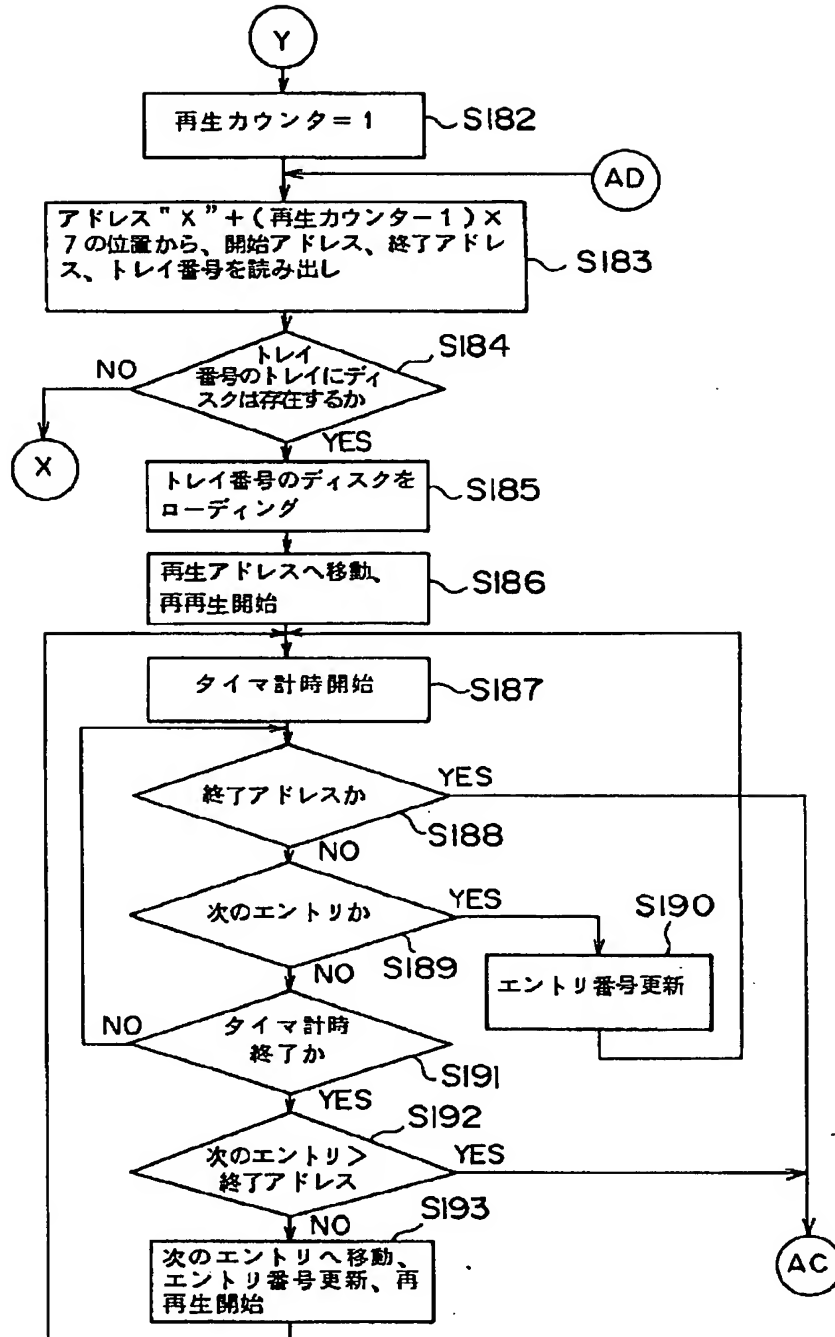 Y
再生カウンタ=1
S182
AD
アドレス"X"+(再生カウンター1)×
7の位置から、開始アドレス、終了アドレ
ス、トレイ番号を読み出し
S183
トレイ
番号のトレイにディ
スクは存在するか
S184
NO
YES
X
トレイ番号のディスクを
ローディング
S185
再生アドレスへ移動、
再再生開始
S186
タイマ計時開始
S187
終了アドレスか
YES
S188
NO
次のエントリか
YES
S189
S190
エントリ番号更新
NO
NO
タイマ計時
終了か
S191
YES
S192
次のエントリ>
終了アドレス
YES
NO
S193
次のエントリへ移動、
エントリ番号更新、再
再生開始
AC